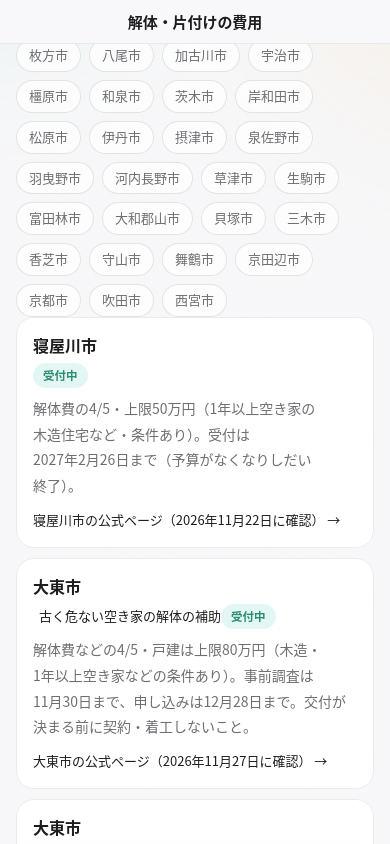 解体・片付けの費用
枚方市 八尾市 加古川市 宇治市
橿原市 和泉市 茨木市 岸和田市
松原市 伊丹市 摂津市 泉佐野市
羽曳野市 河内長野市 草津市 生駒市
富田林市 大和郡山市 貝塚市 三木市
香芝市 守山市 舞鶴市 京田辺市
京都市 吹田市 西宮市
寝屋川市
受付中
解体費の4/5・上限50万円（1年以上空き家の
木造住宅など・条件あり）。受付は
2027年2月26日まで（予算がなくなりしだい
終了）。
寝屋川市の公式ページ（2026年11月22日に確認） →
大東市
古く危ない空き家の解体の補助 受付中
解体費などの4/5・戸建は上限80万円（木造・
1年以上空き家などの条件あり）。事前調査は
11月30日まで、申し込みは12月28日まで。交付が
決まる前に契約・着工しないこと。
大東市の公式ページ（2026年11月27日に確認） →
大東市